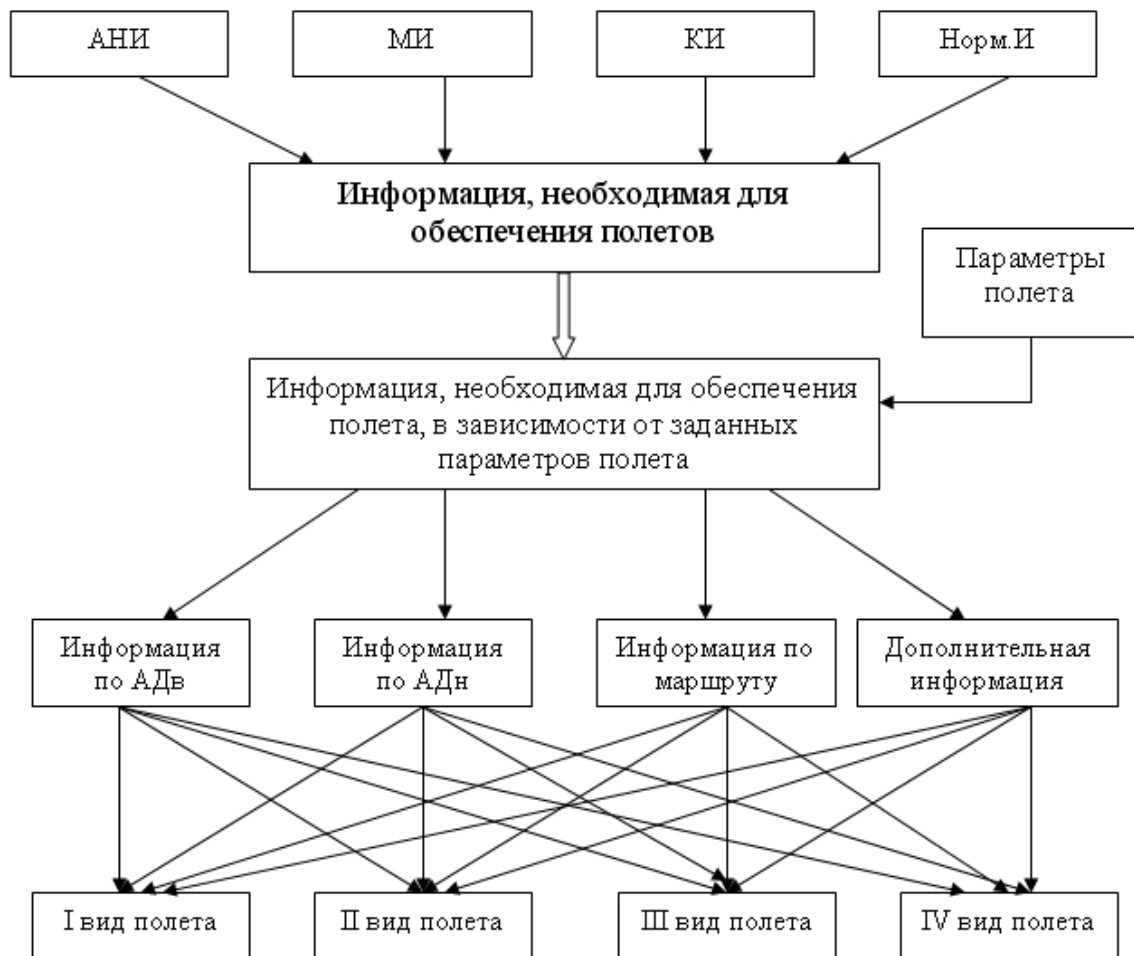 АНИ
МИ
КИ
Норм.И
Информация, необходимая для
обеспечения полетов
Параметры
полета
Информация, необходимая для обеспечения
полета, в зависимости от заданных
параметров полета
Информация
по АДв
Информация
по АДн
Информация по
маршруту
Дополнительная
информация
I вид полета
II вид полета
III вид полета
IV вид полета